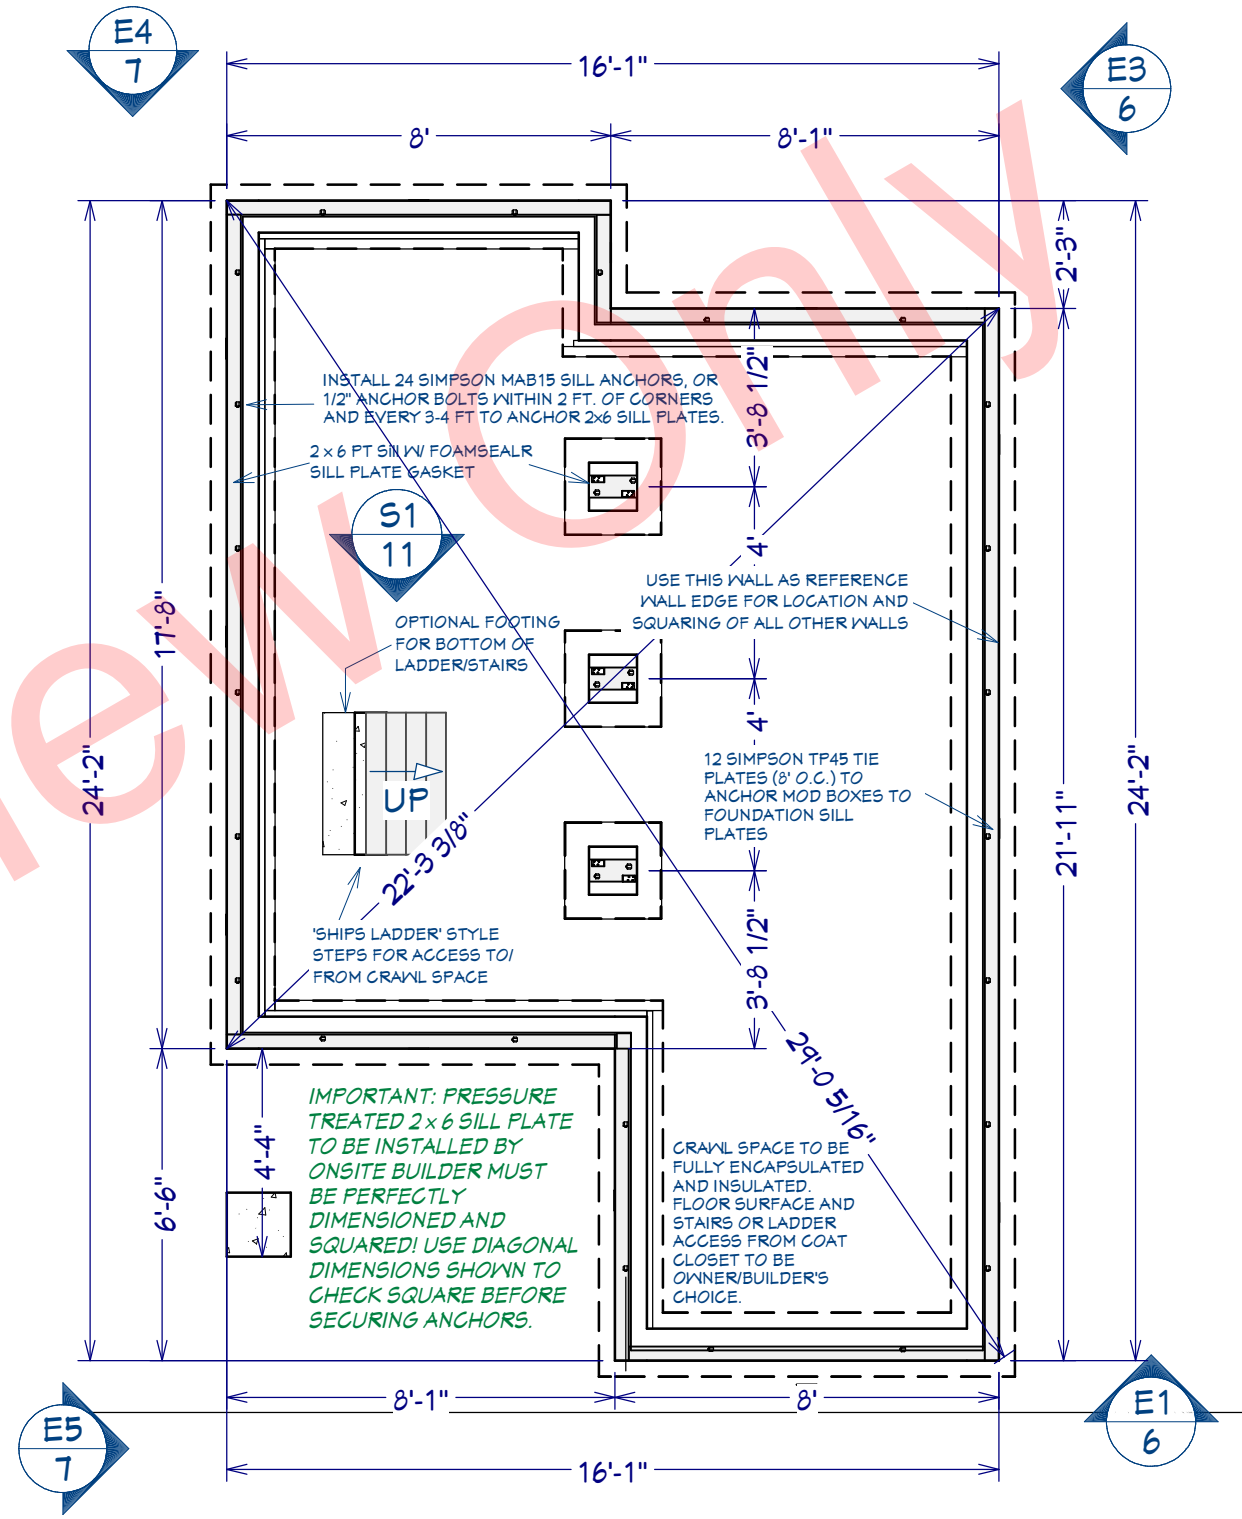 E4
7
16'-1"
E3
6
8'
8'-1"
2'-3"
INSTALL 24 SIMPSON MAB15 SILL ANCHORS, OR
1/2" ANCHOR BOLTS WITHIN 2 FT. OF CORNERS
AND EVERY 3-4 FT TO ANCHOR 2x6 SILL PLATES.
3'-8 1/2"
2 x 6 PT Sill W/ FOAMSEALR
SILL PLATE GASKET
S1
11
4'
USE THIS WALL AS REFERENCE
WALL EDGE FOR LOCATION AND
SQUARING OF ALL OTHER WALLS
17'-8"
OPTIONAL FOOTING
FOR BOTTOM OF
LADDER/STAIRS
4'
24'-2"
24'-2"
12 SIMPSON TP45 TIE
PLATES (8' O.C.) TO
ANCHOR MOD BOXES TO
FOUNDATION SILL
PLATES
UP
21'-11"
22'-3 3/8"
'SHIPS LADDER' STYLE
STEPS FOR ACCESS TO/
FROM CRAWL SPACE
3'-8 1/2"
29'-0 5/16"
IMPORTANT: PRESSURE
TREATED 2 x 6 SILL PLATE
TO BE INSTALLED BY
ONSITE BUILDER MUST
BE PERFECTLY
DIMENSIONED AND
SQUARED! USE DIAGONAL
DIMENSIONS SHOWN TO
CHECK SQUARE BEFORE
SECURING ANCHORS.
4'-4"
6'-6"
CRAWL SPACE TO BE
FULLY ENCAPSULATED
AND INSULATED.
FLOOR SURFACE AND
STAIRS OR LADDER
ACCESS FROM COAT
CLOSET TO BE
OWNER/BUILDER'S
CHOICE.
8'-1"
8'
E5
7
E1
6
16'-1"
iew Only